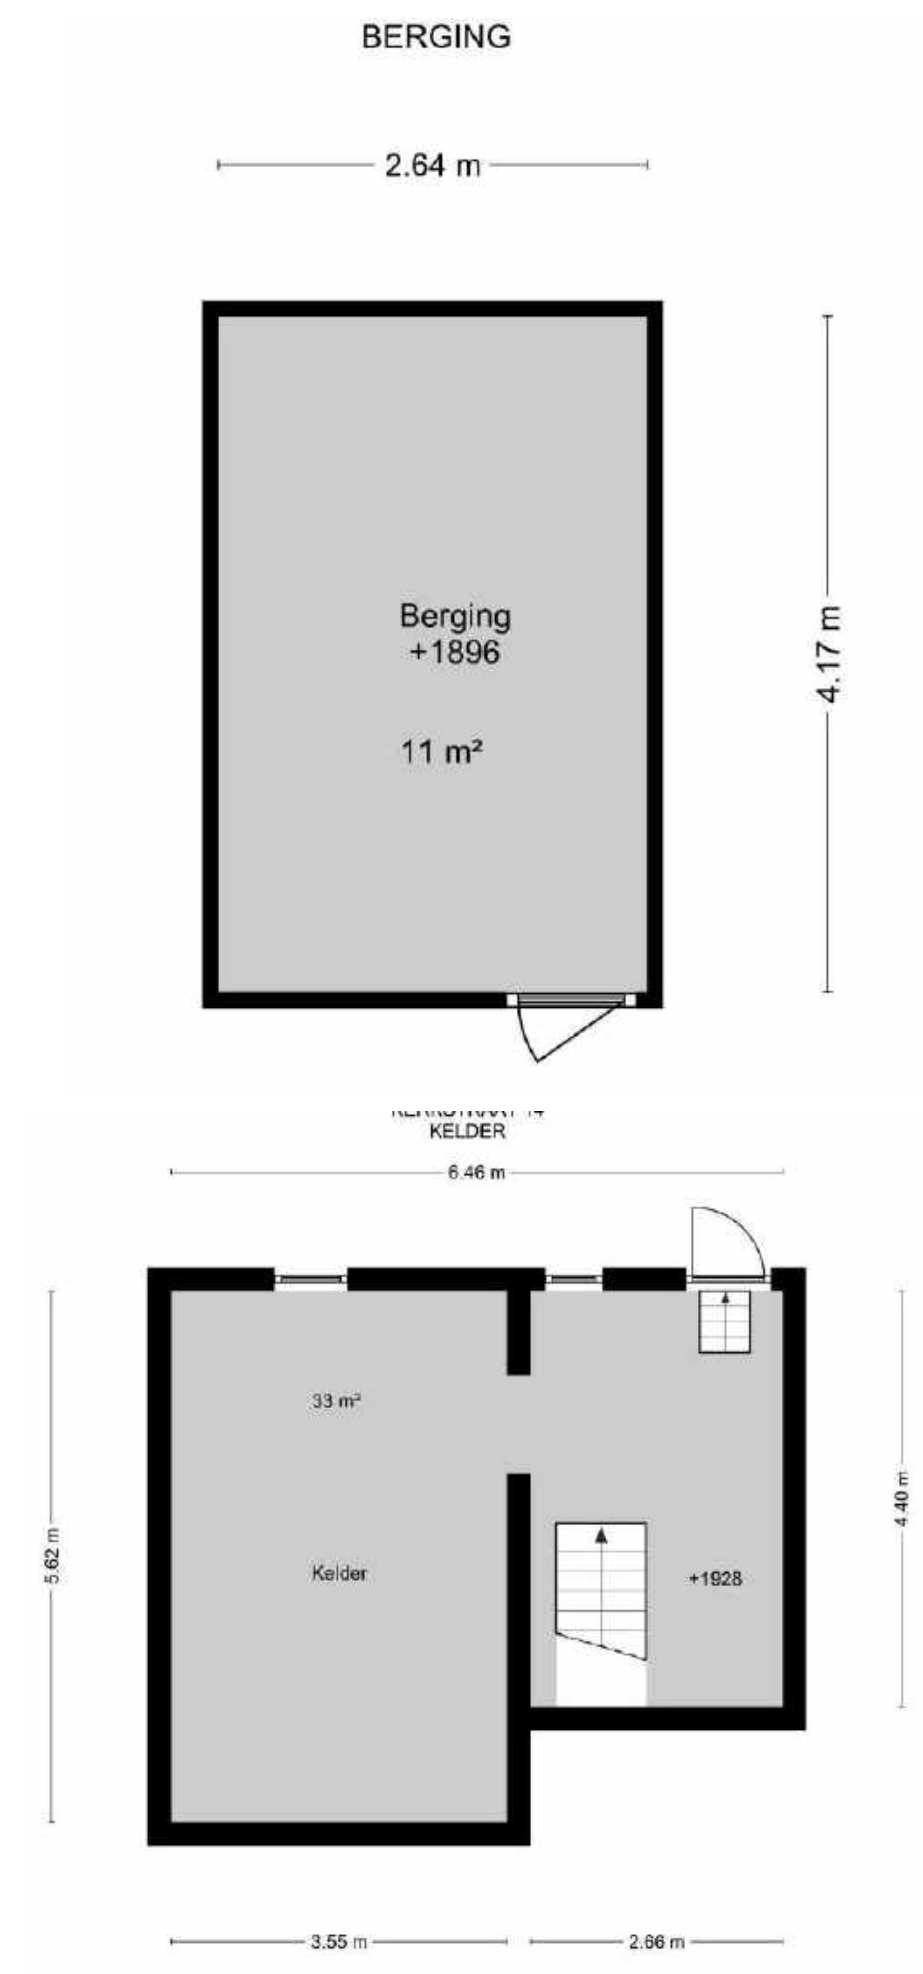 BERGING
2.64 m
Berging
+1896
11 m²
4.17 m
KELDER
6.46 m
33 m²
Kelder
+1928
5.62 m
4.40 m
3.55 m
2.66 m